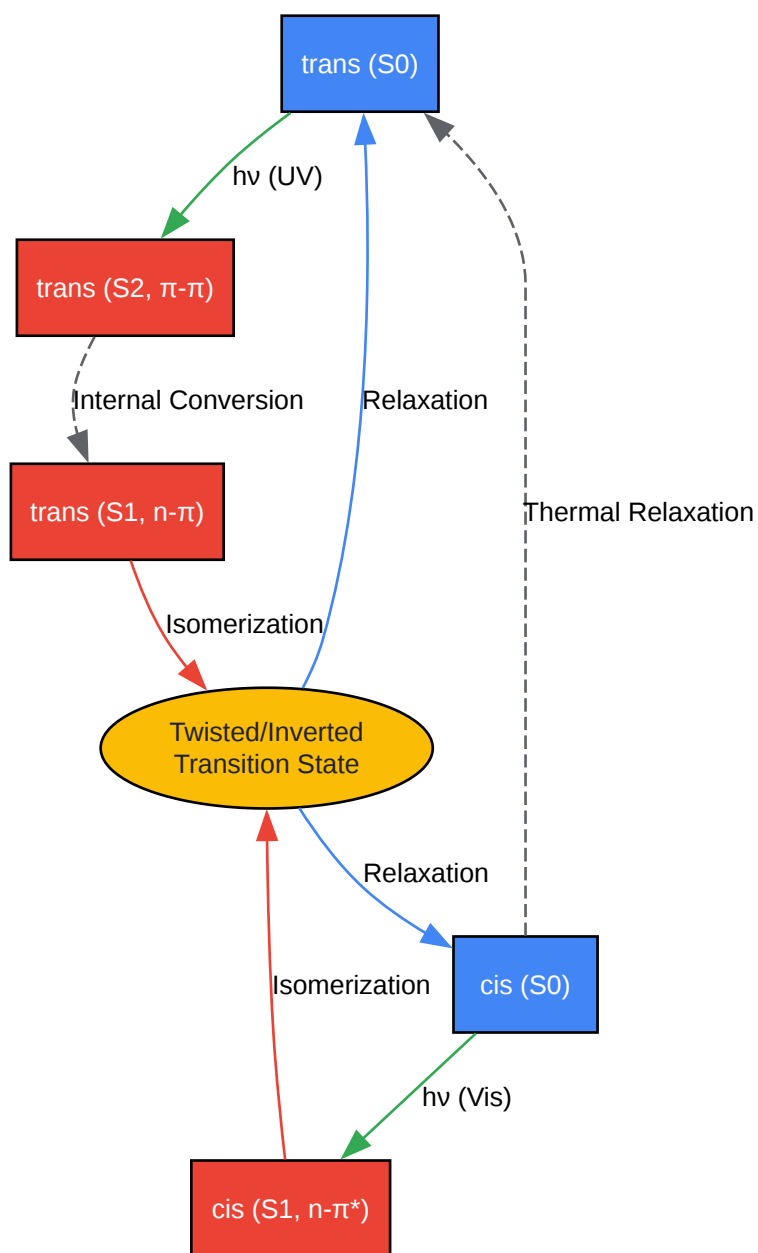 trans (S0)
hν (UV)
trans (S2, π-π)
Internal Conversion
Relaxation
trans (S1, n-π)
Thermal Relaxation
Isomerization
Twisted/Inverted
Transition State
Relaxation
cis (S0)
Isomerization
hν (Vis)
cis (S1, n-π*)